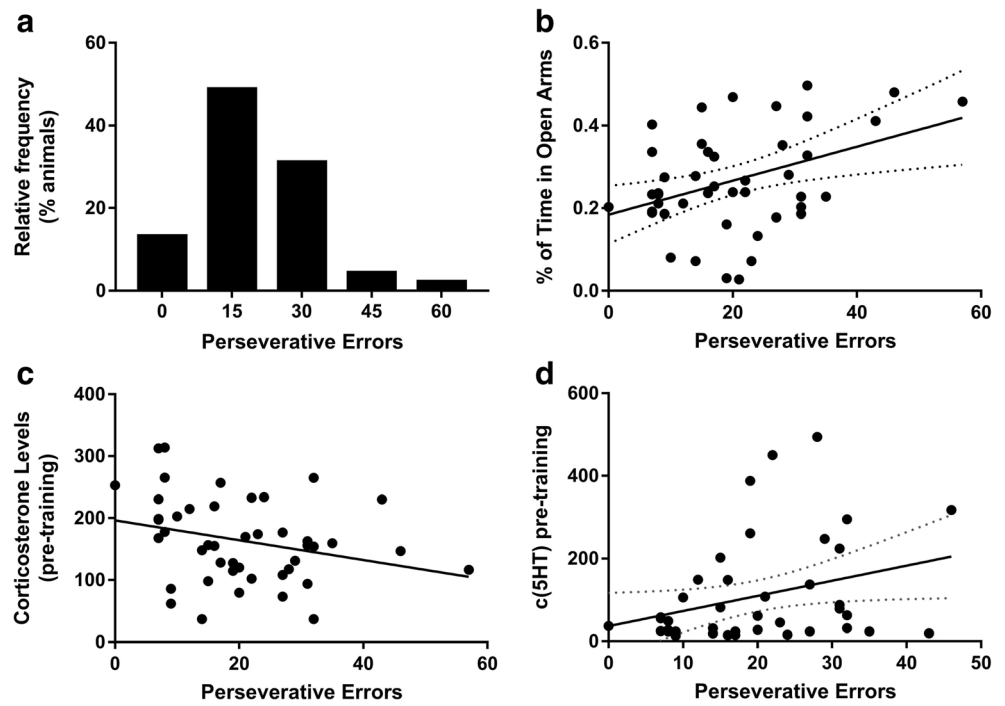 a
60
40
20
0
Relative frequency
(% animals)
0 15 30 45 60
Perseverative Errors
b
0.6
0.4
0.2
0.0
% of Time in Open Arms
0 20 40 60
Perseverative Errors
c
400
300
200
100
0
Corticosterone Levels
(pre-training)
0 20 40 60
Perseverative Errors
d
600
400
200
0
c(5HT) pre-training
0 10 20 30 40 50
Perseverative Errors